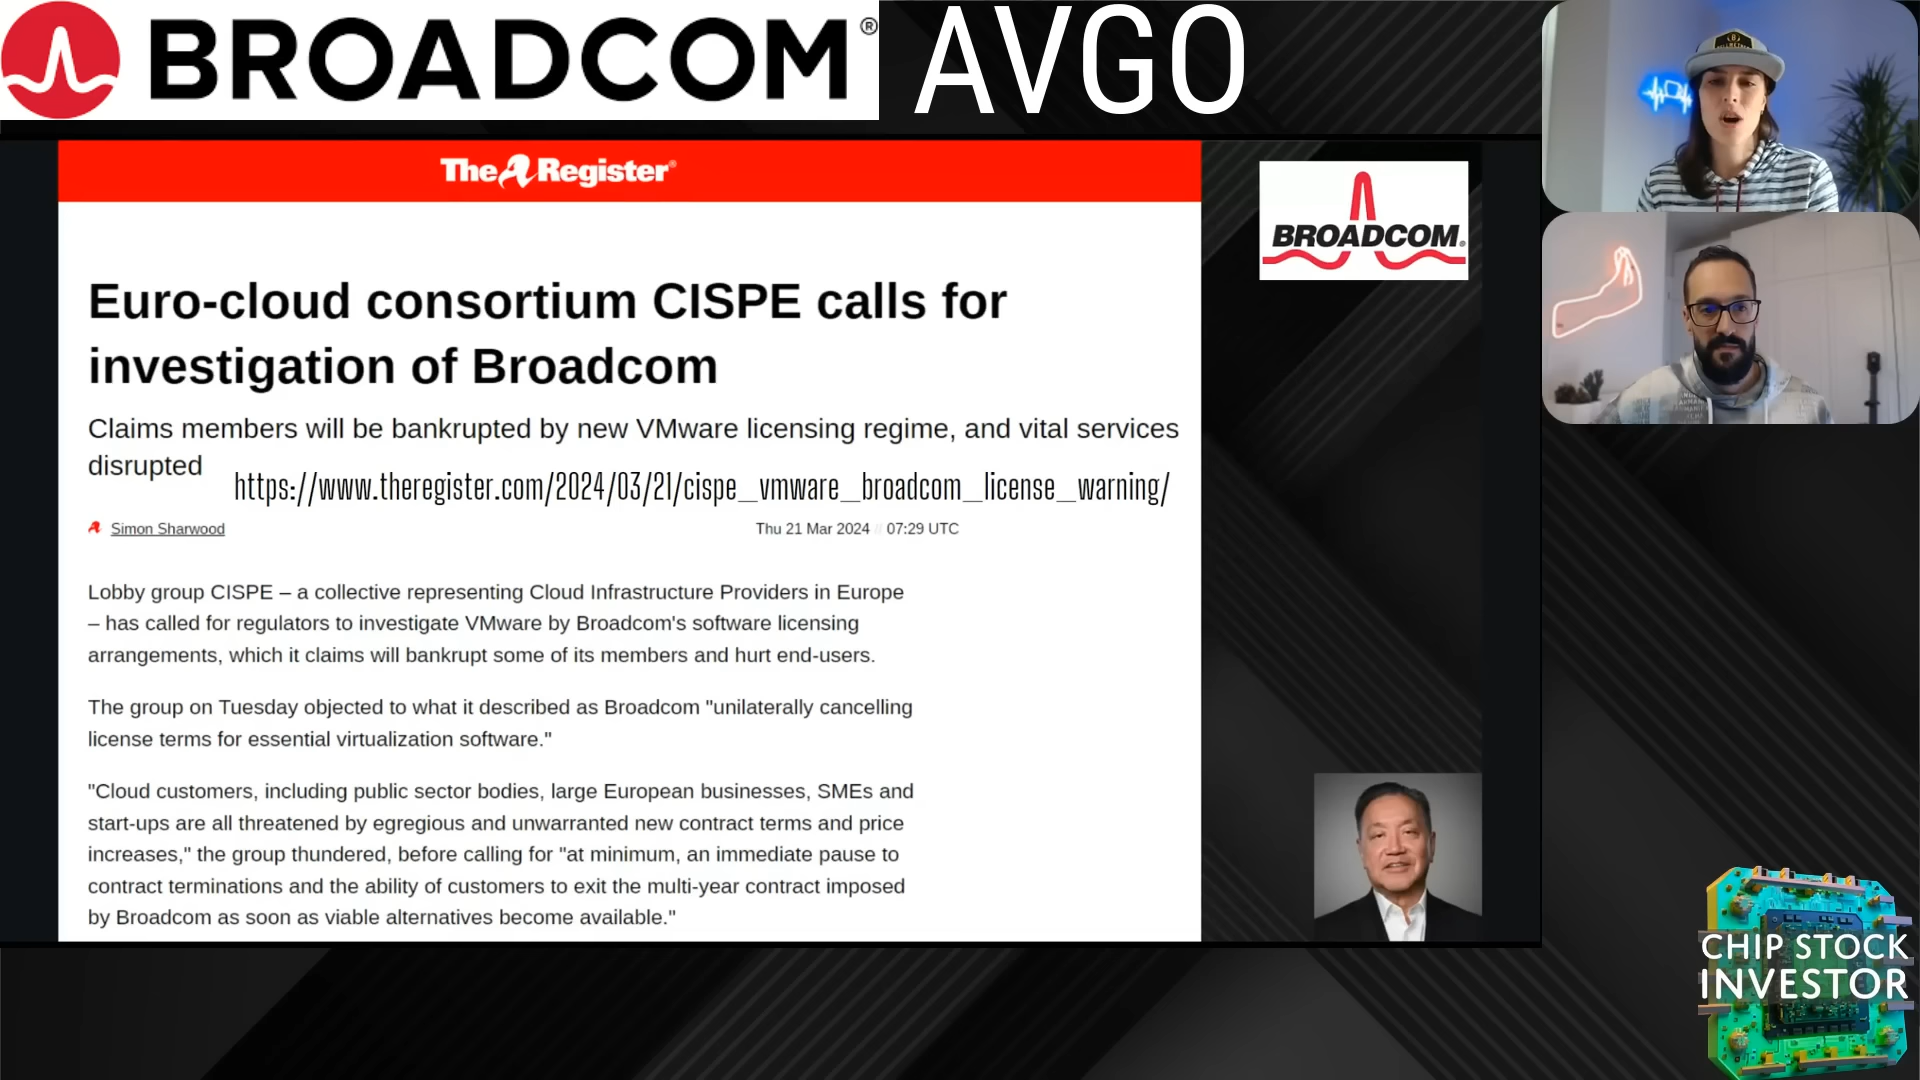 BROADCOM®
AVGO
The Register®
BROADCOM®
Euro-cloud consortium CISPE calls for
investigation of Broadcom
Claims members will be bankrupted by new VMware licensing regime, and vital services
disrupted
https://www.theregister.com/2024/03/21/cispe_vmware_broadcom_license_warning/
Simon Sharwood
Thu 21 Mar 2024 // 07:29 UTC
Lobby group CISPE – a collective representing Cloud Infrastructure Providers in Europe
– has called for regulators to investigate VMware by Broadcom's software licensing
arrangements, which it claims will bankrupt some of its members and hurt end-users.
The group on Tuesday objected to what it described as Broadcom "unilaterally cancelling
license terms for essential virtualization software."
"Cloud customers, including public sector bodies, large European businesses, SMEs and
start-ups are all threatened by egregious and unwarranted new contract terms and price
increases," the group thundered, before calling for "at minimum, an immediate pause to
contract terminations and the ability of customers to exit the multi-year contract imposed
by Broadcom as soon as viable alternatives become available."
CHIP STOCK
INVESTOR